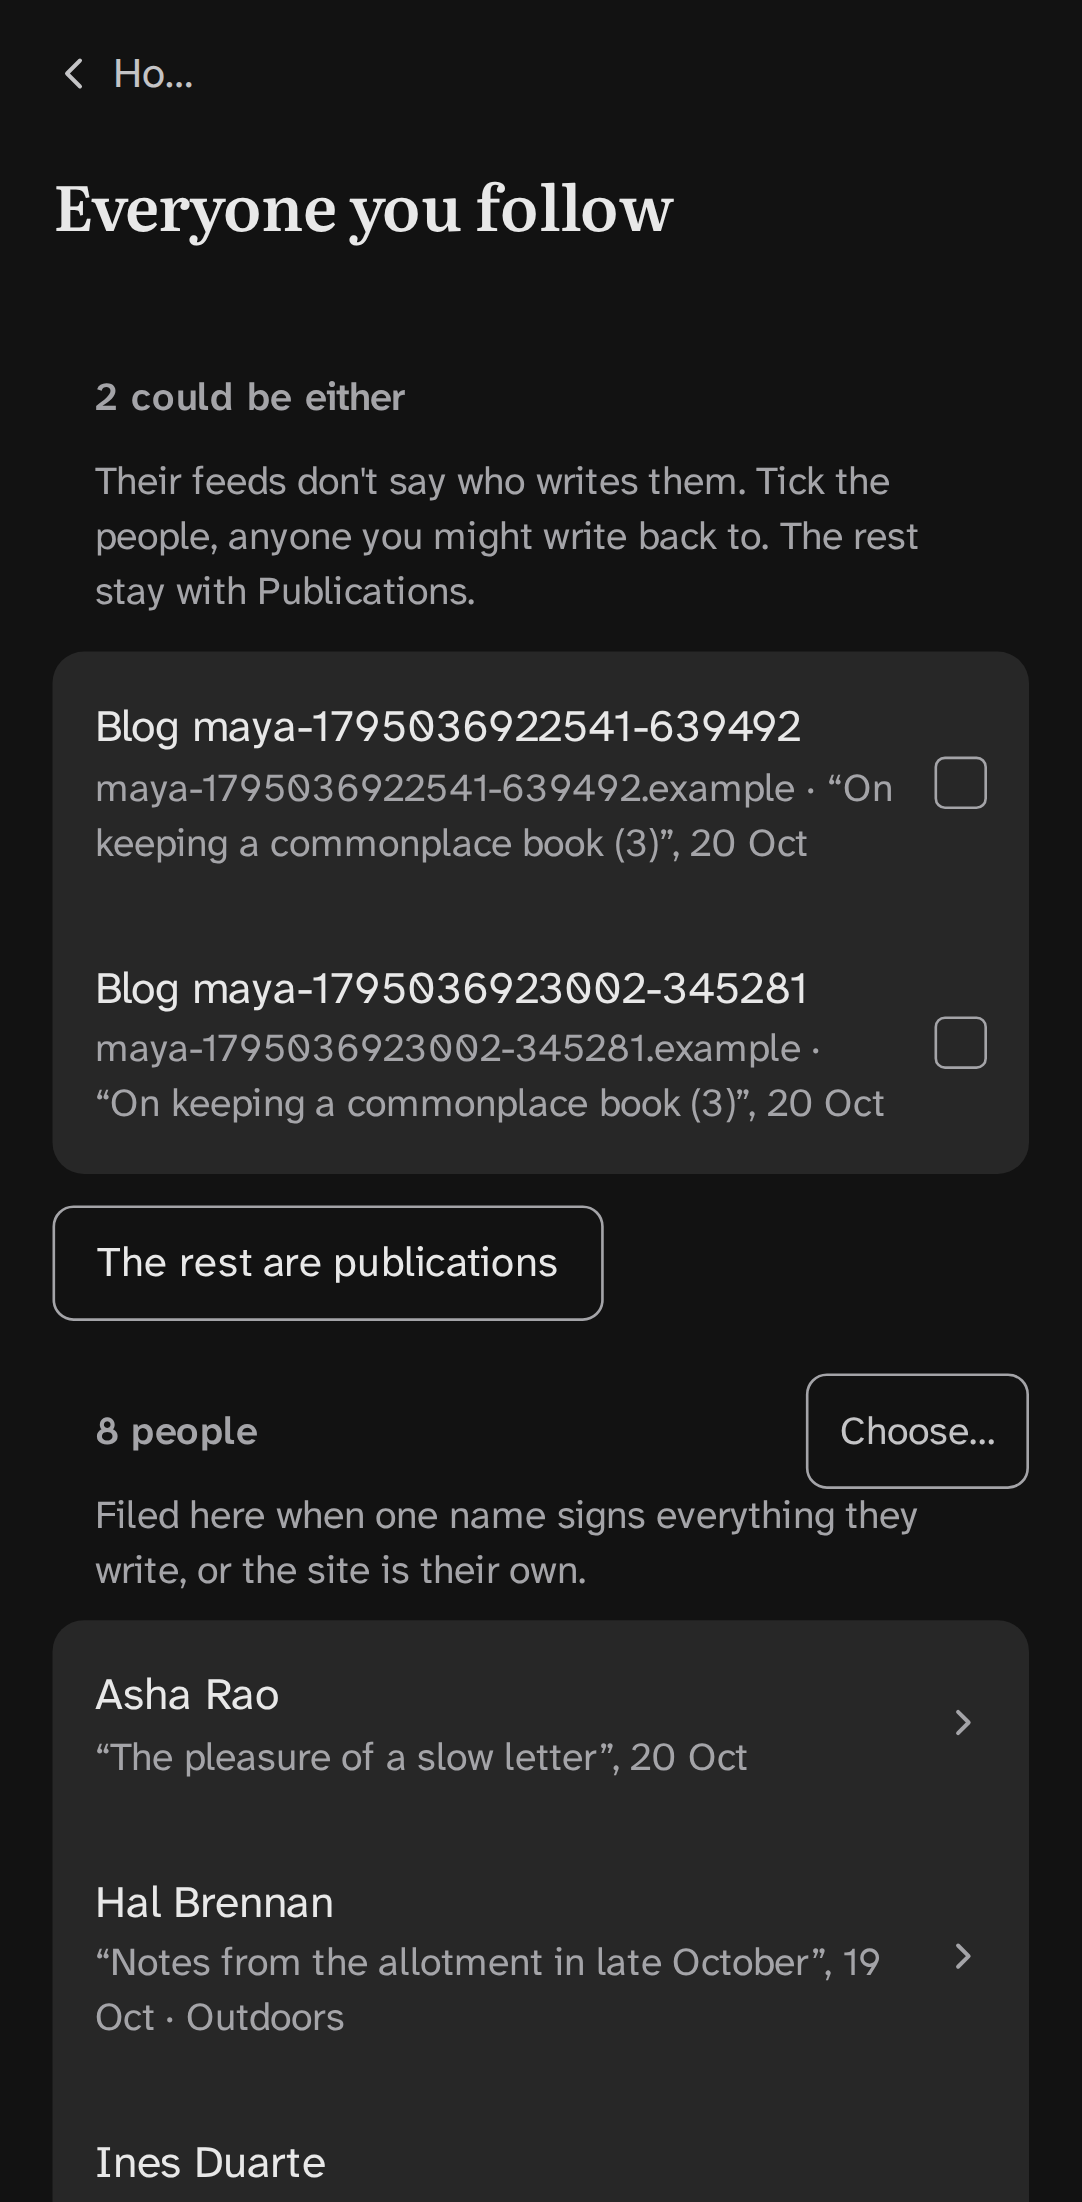 Ho...
Everyone you follow
2 could be either
Their feeds don't say who writes them. Tick the
people, anyone you might write back to. The rest
stay with Publications.
Blog maya-1795036922541-639492
maya-1795036922541-639492.example · “On
keeping a commonplace book (3)”, 20 Oct
Blog maya-1795036923002-345281
maya-1795036923002-345281.example ·
“On keeping a commonplace book (3)”, 20 Oct
The rest are publications
8 people
Choose...
Filed here when one name signs everything they
write, or the site is their own.
Asha Rao
“The pleasure of a slow letter”, 20 Oct
Hal Brennan
“Notes from the allotment in late October”, 19
Oct · Outdoors
Ines Duarte